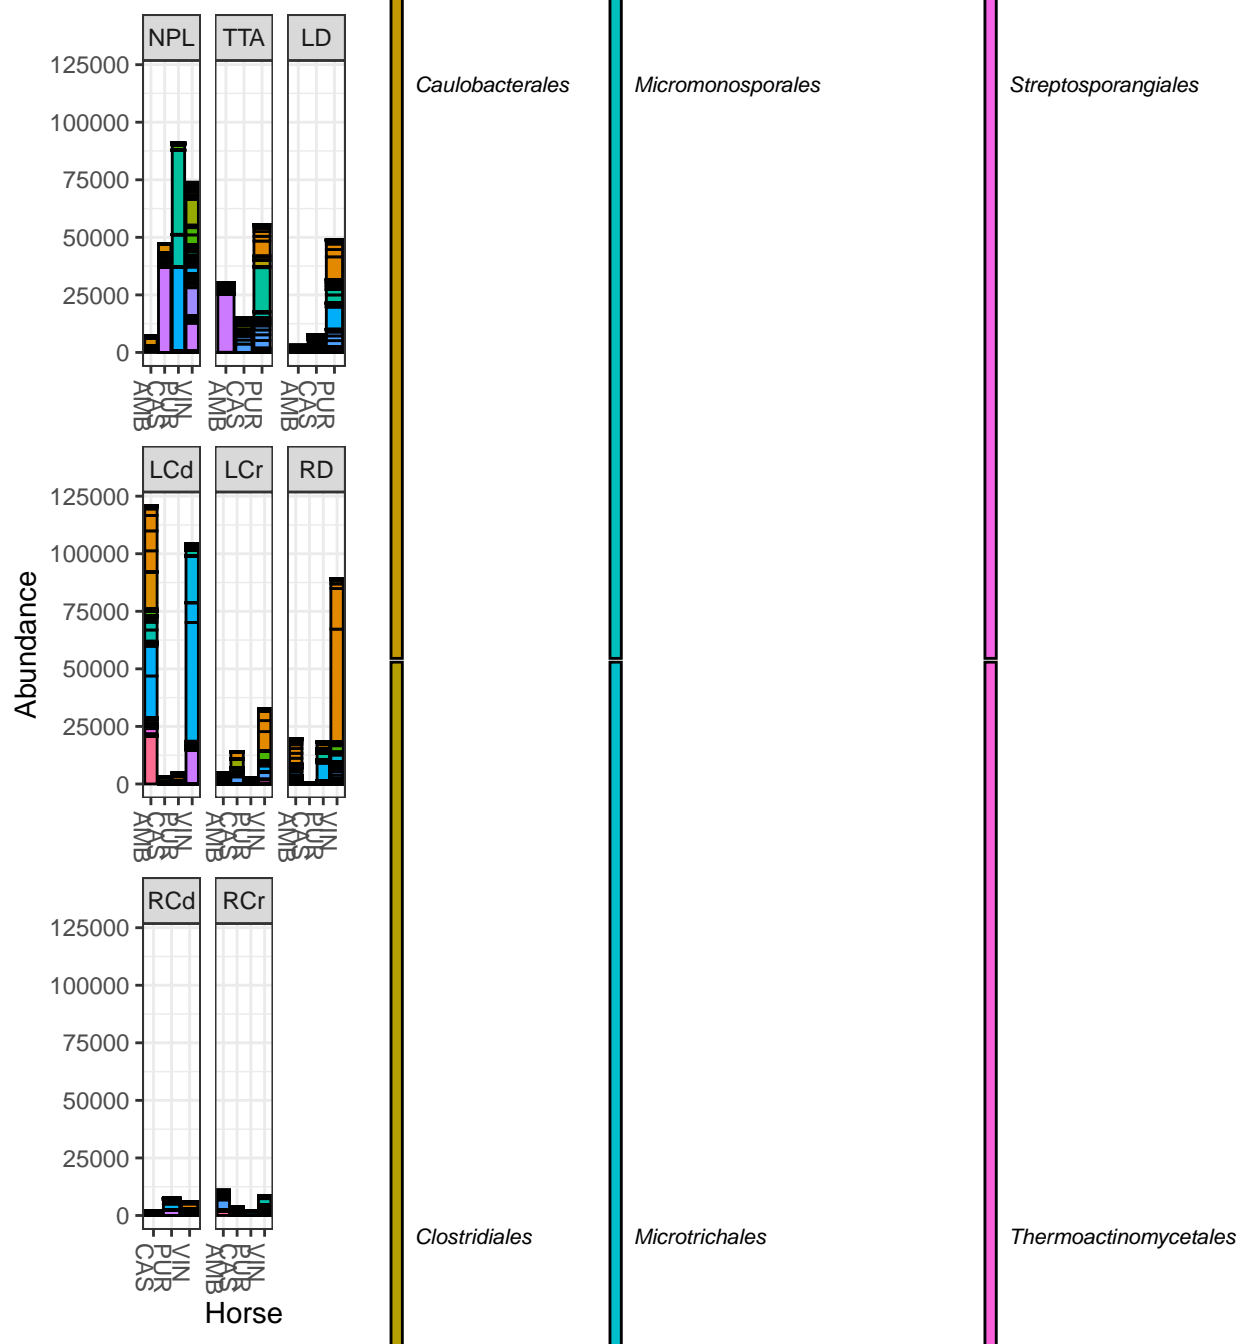 NPL TTA LD
125000
100000
75000
50000
25000
0
AMB CAS PUR VIN AMB CAS PUR AMB CAS PUR
LCd LCr RD
125000
100000
75000
50000
25000
0
AMB CAS PUR VIN AMB CAS PUR VIN AMB CAS PUR VIN
RCd RCr
125000
100000
75000
50000
25000
0
CAS PUR VIN AMB CAS PUR VIN
Abundance
Horse
Caulobacterales
Clostridiales
Micromonosporales
Microtrichales
Streptosporangiales
Thermoactinomycetales